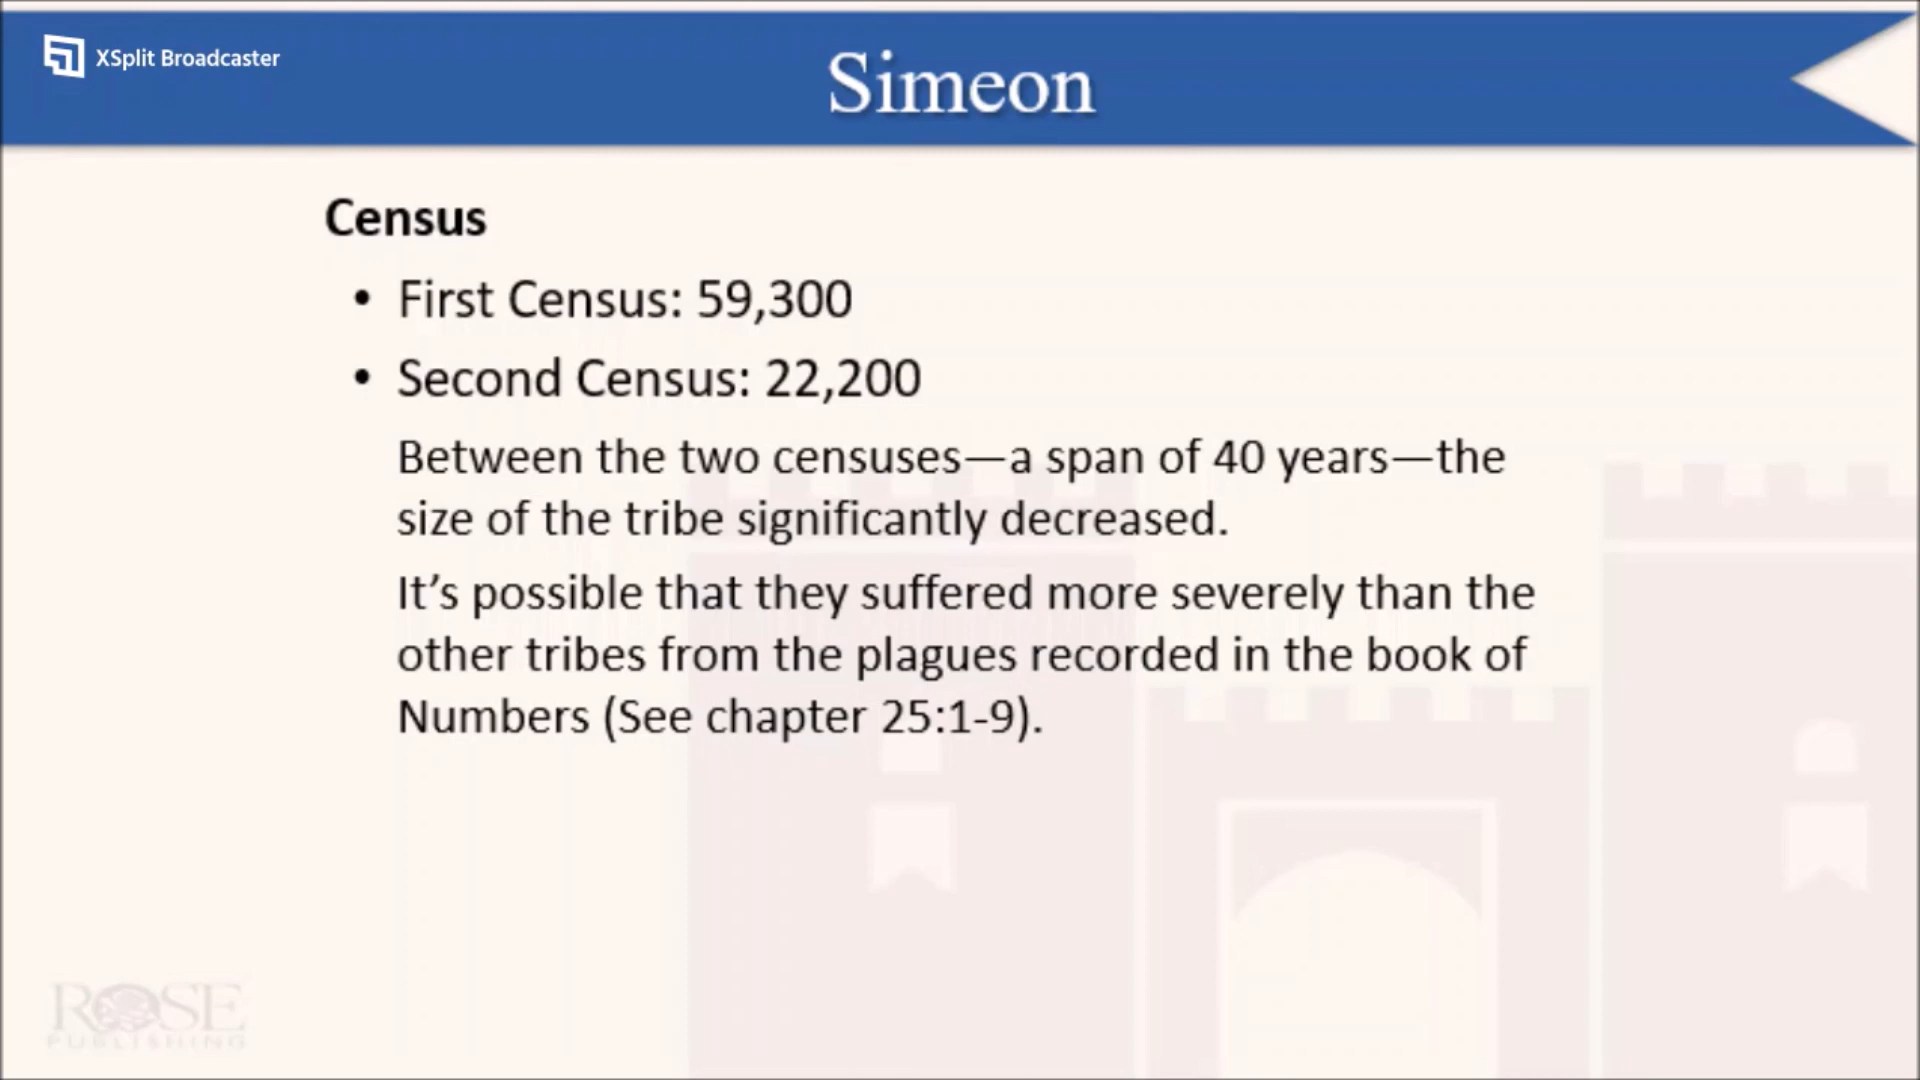 XSplit Broadcaster
Simeon
Census
• First Census: 59,300
• Second Census: 22,200
Between the two censuses—a span of 40 years—the
size of the tribe significantly decreased.
It’s possible that they suffered more severely than the
other tribes from the plagues recorded in the book of
Numbers (See chapter 25:1-9).
ROSE
PUBLISHING